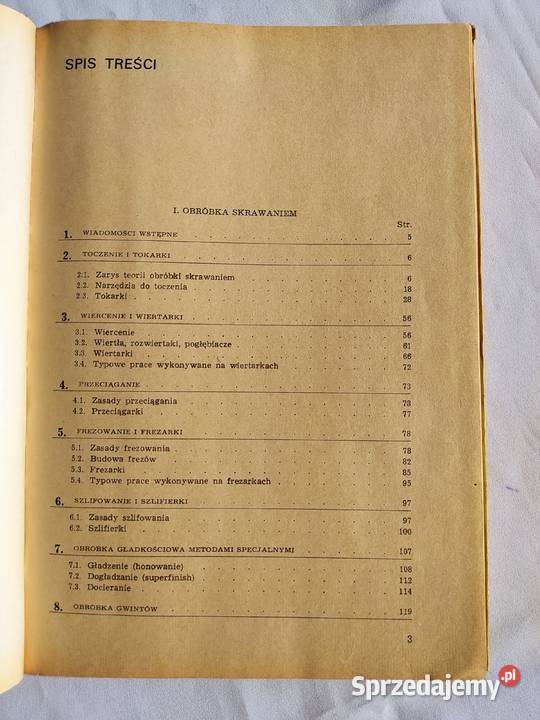 SPIS TREŚCI
I. OBRÓBKA SKRAWANIEM
Str.
1. WIADOMOŚCI WSTĘPNE . . . . . . . . . . 5
2. TOCZENIE I TOKARKI . . . . . . . . . . 6
2.1. Zarys teorii obróbki skrawaniem . . . . . . . . 6
2.2. Narzędzia do toczenia . . . . . . . . . 18
2.3. Tokarki . . . . . . . . . . . . 28
3. WIERCENIE I WIERTARKI . . . . . . . . . 56
3.1. Wiercenie . . . . . . . . . . . 56
3.2. Wiertła, rozwiertaki, pogłębiacze . . . . . . . 61
3.3. Wiertarki . . . . . . . . . . . 66
3.4. Typowe prace wykonywane na wiertarkach . . . . . . 72
4. PRZECIĄGANIE . . . . . . . . . . . 73
4.1. Zasady przeciągania . . . . . . . . . 73
4.2. Przeciągarki . . . . . . . . . . 77
5. FREZOWANIE I FREZARKI . . . . . . . . . 78
5.1. Zasady frezowania . . . . . . . . . 78
5.2. Budowa frezów . . . . . . . . . . 82
5.3. Frezarki . . . . . . . . . . . 85
5.4. Typowe prace wykonywane na frezarkach . . . . . . 95
6. SZLIFOWANIE I SZLIFIERKI . . . . . . . . . 97
6.1. Zasady szlifowania . . . . . . . . . 97
6.2. Szlifierki . . . . . . . . . . . 100
7. OBRÓBKA GŁADKOŚCIOWA METODAMI SPECJALNYMI . . . . 107
7.1. Gładzenie (honowanie) . . . . . . . . . 108
7.2. Dogładzanie (superfinish) . . . . . . . . 112
7.3. Docieranie . . . . . . . . . . . 114
8. OBRÓBKA GWINTÓW . . . . . . . . . . 119
3
Sprzedajemy.pl